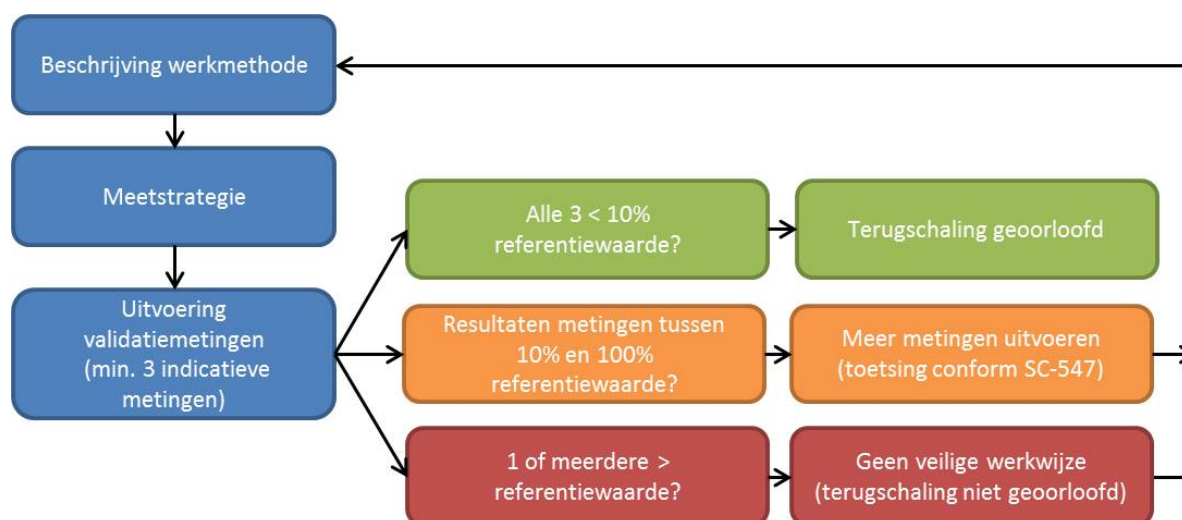 Beschrijving werkmethode
Meetstrategie
Uitvoering
validatiemetingen
(min. 3 indicatieve
metingen)
Alle 3 < 10%
referentiewaarde?
Terugschaling geoorloofd
Resultaten metingen tussen
10% en 100%
referentiewaarde?
Meer metingen uitvoeren
(toetsing conform SC-547)
1 of meerdere >
referentiewaarde?
Geen veilige werkwijze
(terugschaling niet geoorloofd)